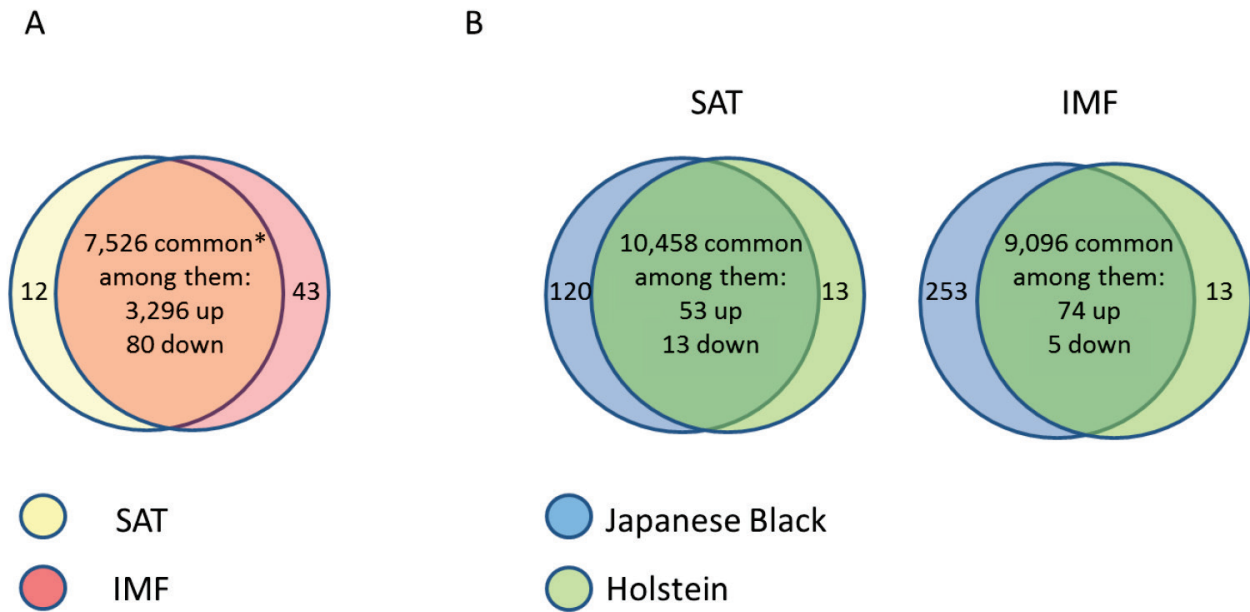 A
B
SAT
IMF
12
7,526 common*
among them:
3,296 up
80 down
43
120
10,458 common
among them:
53 up
13 down
13
253
9,096 common
among them:
74 up
5 down
13
SAT
IMF
Japanese Black
Holstein